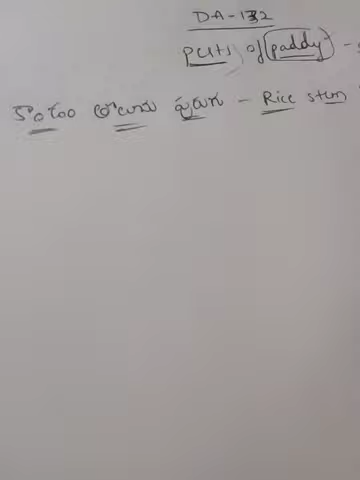 DA-132
pests of paddy -
కాండం తొలుచు పురుగు - Rice stem